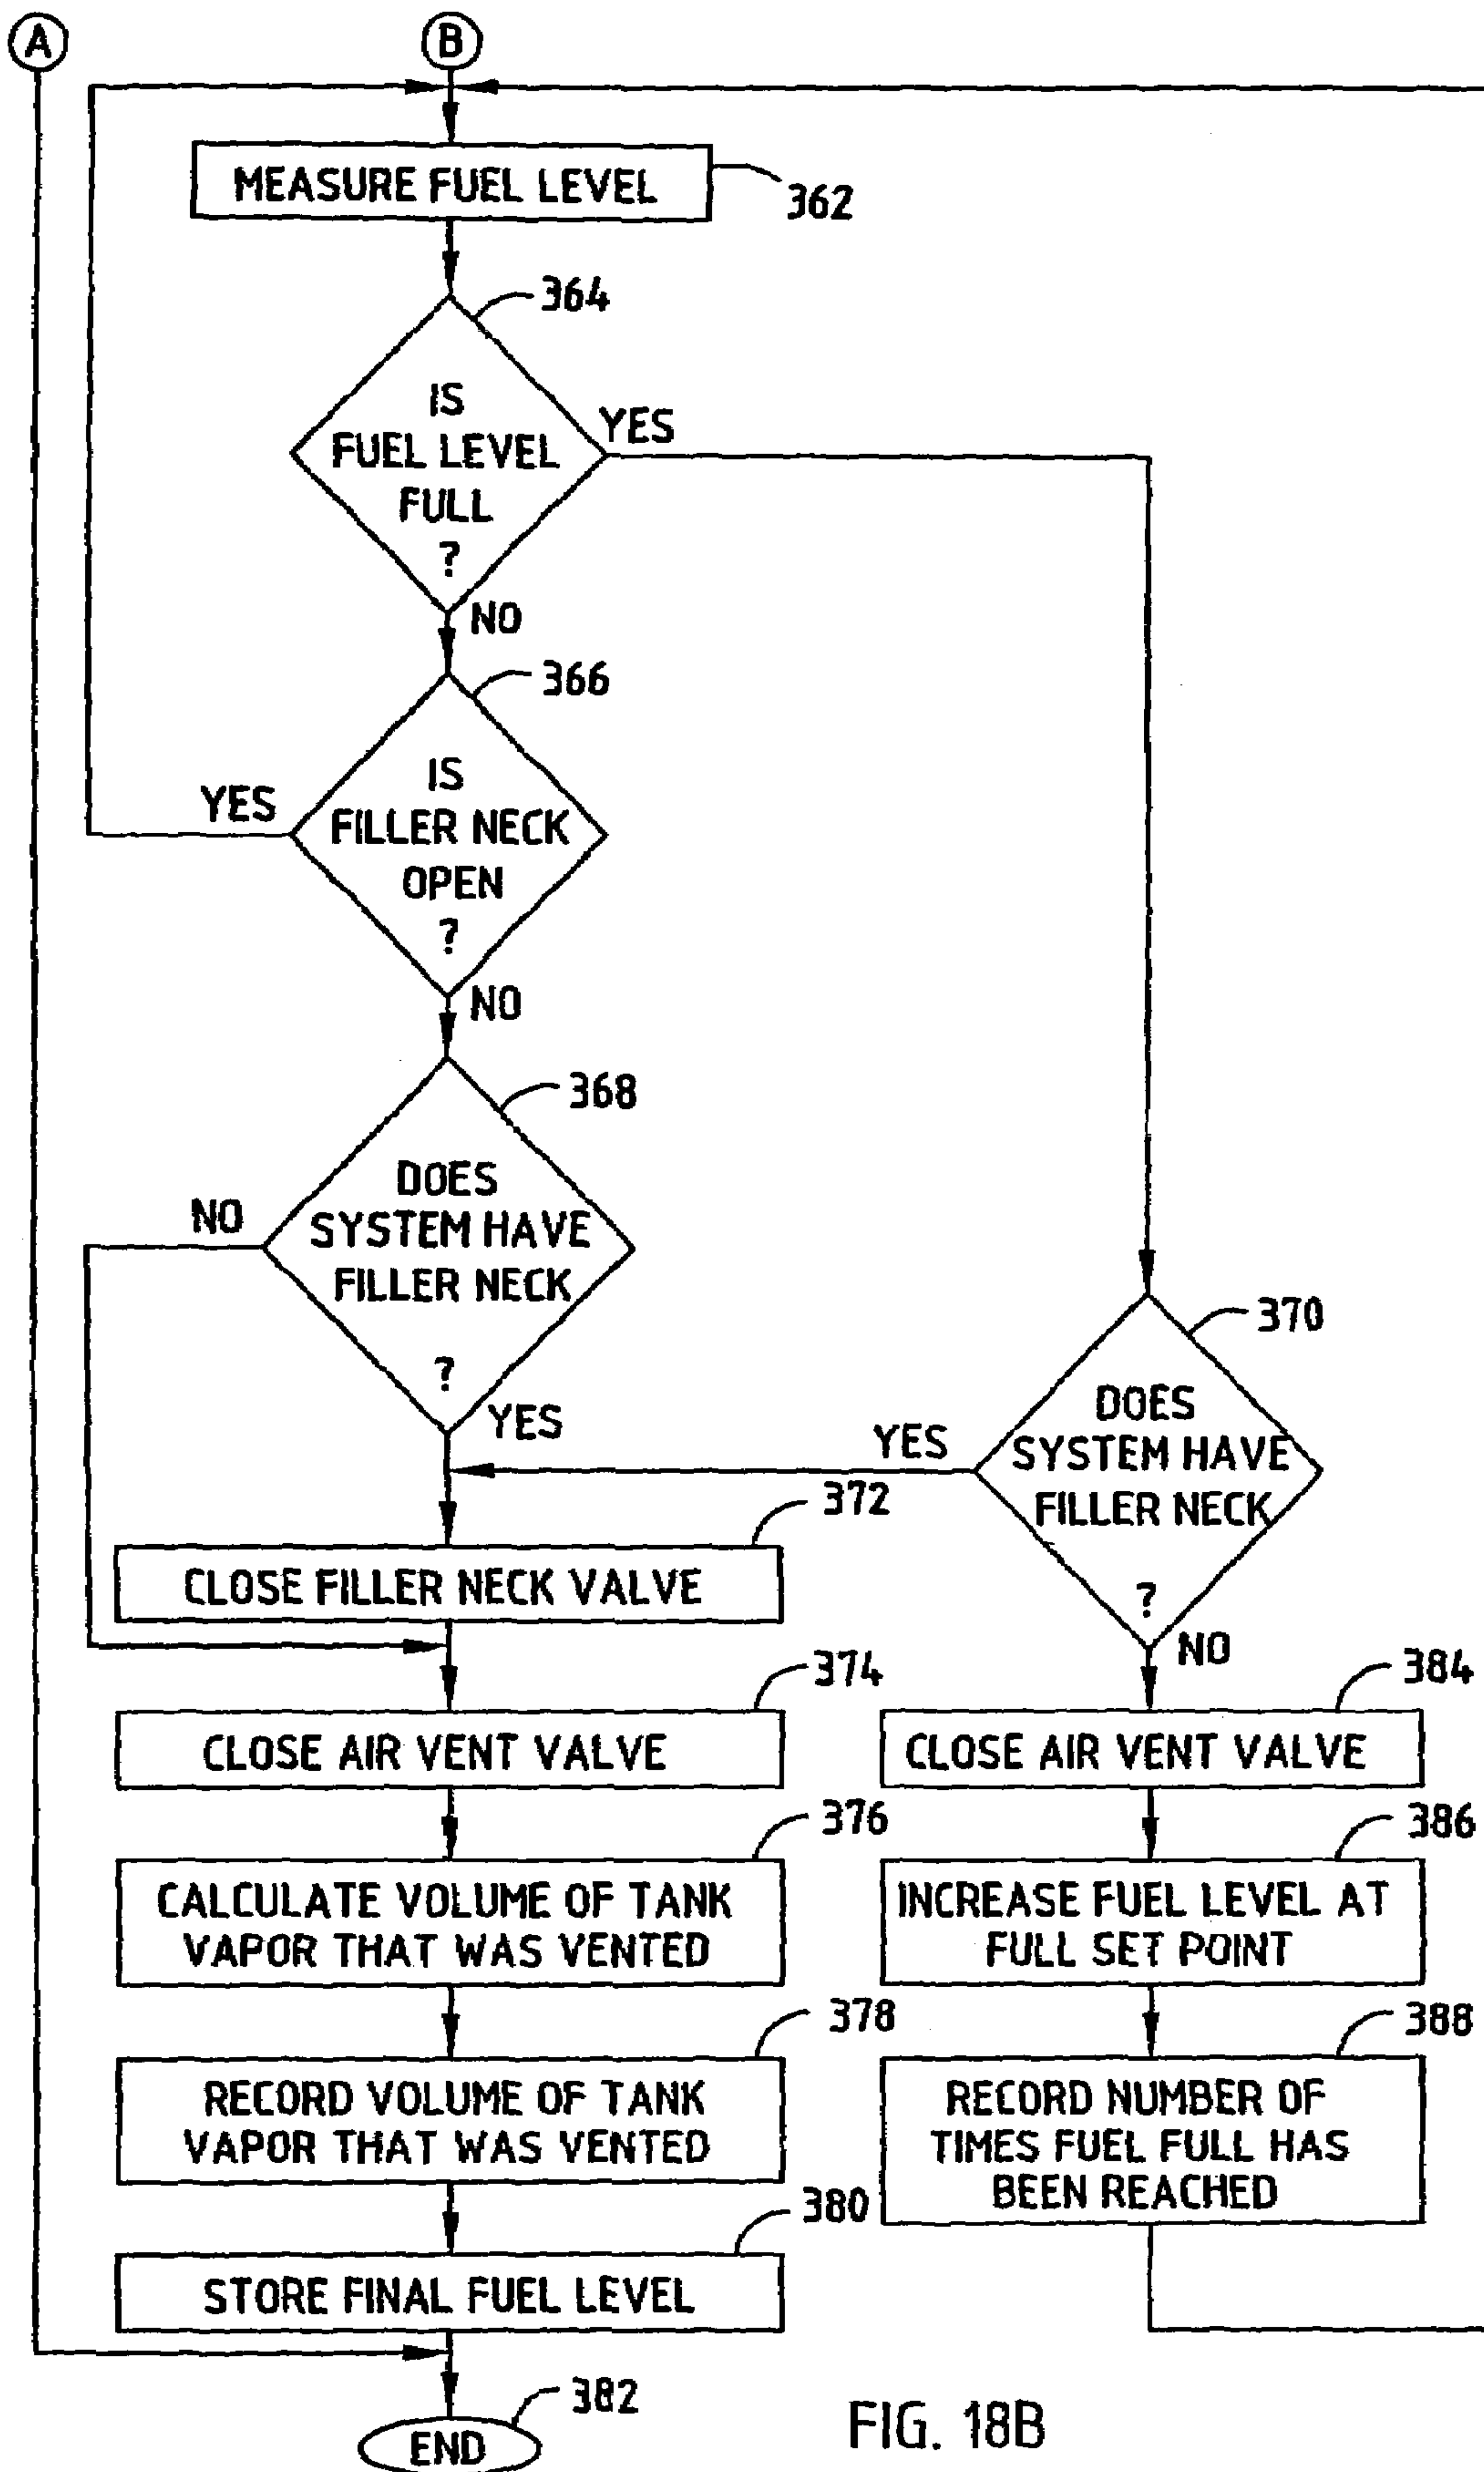 A
B
MEASURE FUEL LEVEL
362
364
IS
FUEL LEVEL
FULL
?
YES
NO
366
IS
FILLER NECK
OPEN
?
YES
NO
368
DOES
SYSTEM HAVE
FILLER NECK
?
NO
YES
370
DOES
SYSTEM HAVE
FILLER NECK
?
YES
NO
372
CLOSE FILLER NECK VALVE
374
CLOSE AIR VENT VALVE
376
CALCULATE VOLUME OF TANK
VAPOR THAT WAS VENTED
378
RECORD VOLUME OF TANK
VAPOR THAT WAS VENTED
380
STORE FINAL FUEL LEVEL
382
END
384
CLOSE AIR VENT VALVE
386
INCREASE FUEL LEVEL AT
FULL SET POINT
388
RECORD NUMBER OF
TIMES FUEL FULL HAS
BEEN REACHED
FIG. 18B